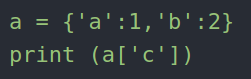 a = {'a':1,'b':2}
print (a['c'])